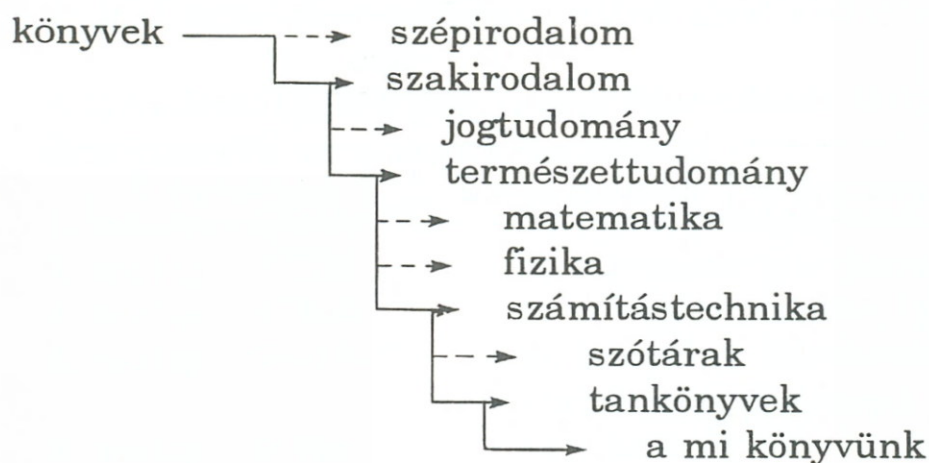 könyvek szépirodalom
szakirodalom
jogtudomány
természettudomány
matematika
fizika
számítástechnika
szótárak
tankönyvek
a mi könyvünk